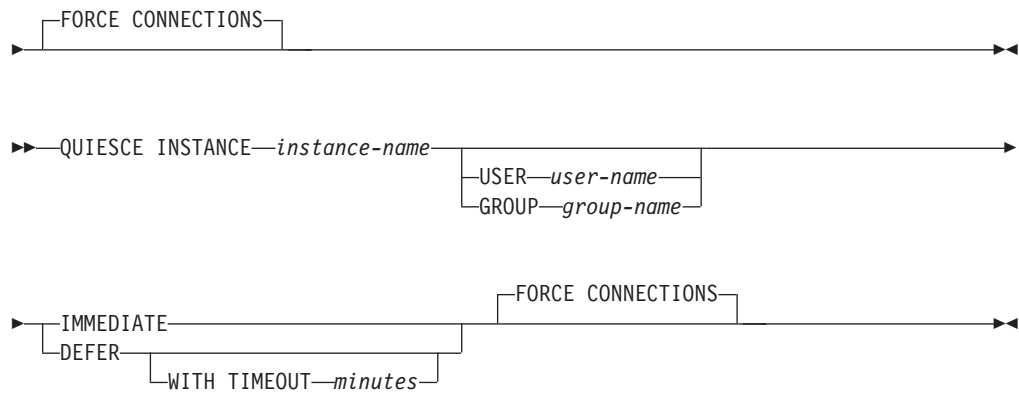 FORCE CONNECTIONS
QUIESCE INSTANCE instance-name
USER user-name
GROUP group-name
FORCE CONNECTIONS
IMMEDIATE
DEFER
WITH TIMEOUT minutes